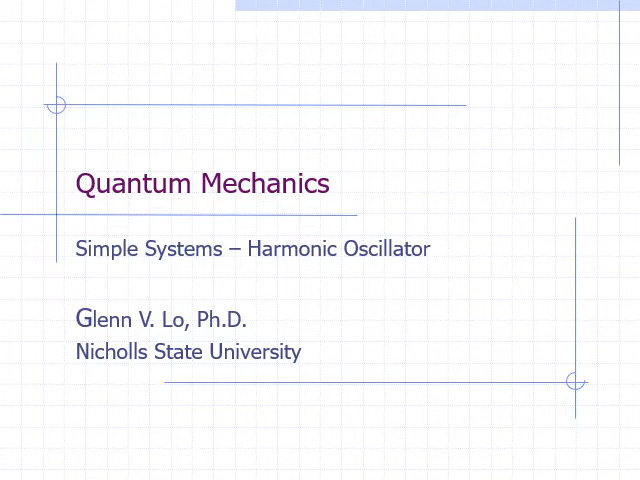 Quantum Mechanics
Simple Systems – Harmonic Oscillator
Glenn V. Lo, Ph.D.
Nicholls State University